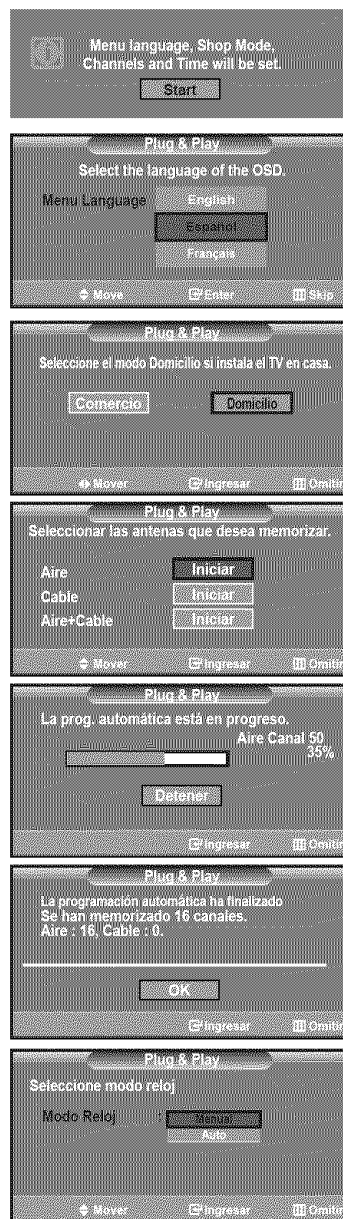 Menu language, Shop Mode,
Channels and Time will be set.
Start
Plug & Play
Select the language of the OSD.
Menu Language
English
Español
Français
Move Enter Skip
Plug & Play
Seleccione el modo Domicilio si instala el TV en casa.
Comercio Domicilio
Mover Ingresar Omitir
Plug & Play
Seleccionar las antenas que desea memorizar.
Aire Iniciar
Cable Iniciar
Aire+Cable Iniciar
Mover Ingresar Omitir
Plug & Play
La prog. automática está en progreso.
Aire Canal 50
35%
Detener
Ingresar Omitir
Plug & Play
La programación automática ha finalizado
Se han memorizado 16 canales.
Aire : 16, Cable : 0.
OK
Ingresar Omitir
Plug & Play
Seleccione modo reloj
Modo Reloj : Manual
Auto
Mover Ingresar Omitir